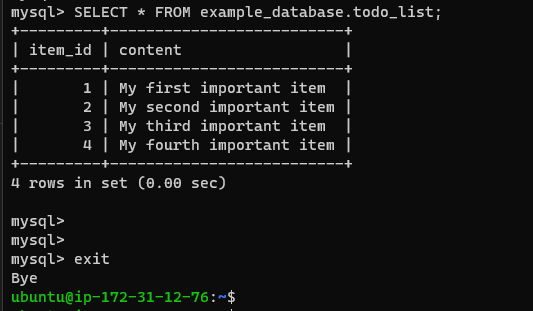 mysql> SELECT * FROM example_database.todo_list;
+---------+--------------------------+
| item_id | content                  |
+---------+--------------------------+
|       1 | My first important item  |
|       2 | My second important item |
|       3 | My third important item  |
|       4 | My fourth important item |
+---------+--------------------------+
4 rows in set (0.00 sec)

mysql>
mysql>
mysql> exit
Bye
ubuntu@ip-172-31-12-76:~$